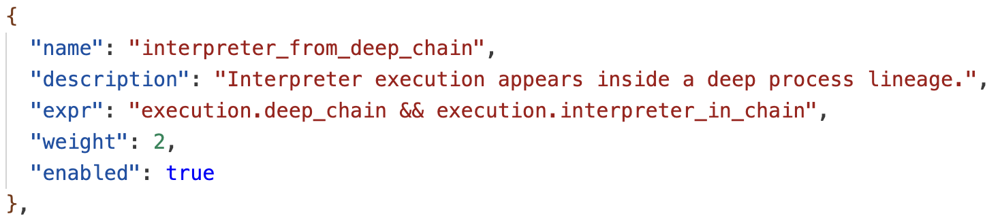 {
"name": "interpreter_from_deep_chain",
"description": "Interpreter execution appears inside a deep process lineage.",
"expr": "execution.deep_chain && execution.interpreter_in_chain",
"weight": 2,
"enabled": true
},